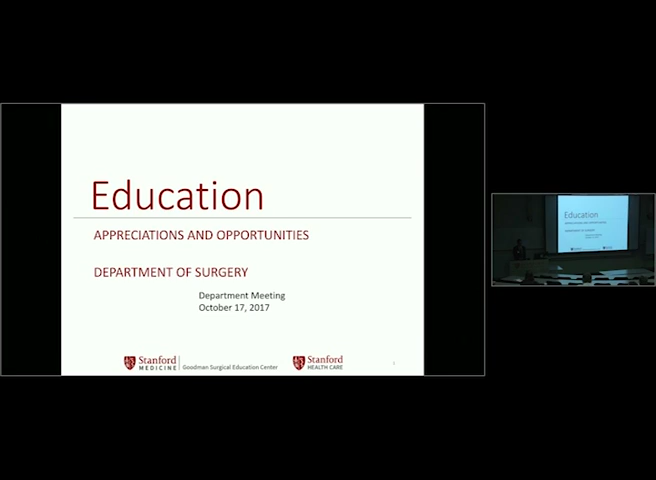 Education
APPRECIATIONS AND OPPORTUNITIES
DEPARTMENT OF SURGERY
Department Meeting
October 17, 2017
Stanford
MEDICINE
Goodman Surgical Education Center
Stanford
HEALTH CARE
Education